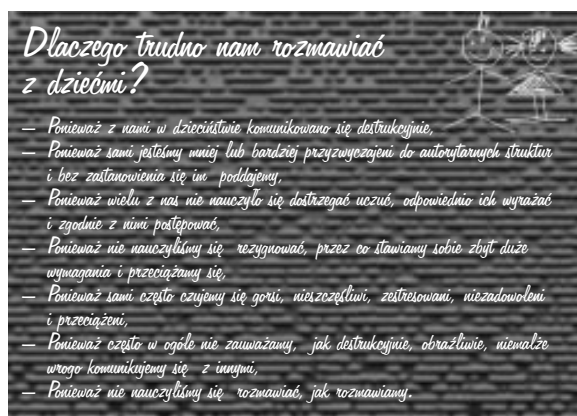 Dlaczego trudno nam rozmawiać
z dziećmi?
— Ponieważ z nami w dzieciństwie komunikowano się destrukcyjnie,
— Ponieważ sami jesteśmy mniej lub bardziej przyzwyczajeni do autorytarnych struktur
i bez zastanowienia się im poddajemy,
— Ponieważ wielu z nas nie nauczyło się dostrzegać uczuć, odpowiednio ich wyrażać
i zgodnie z nimi postępować,
— Ponieważ nie nauczyliśmy się rezygnować, przez co stawiamy sobie zbyt duże
wymagania i przeciążamy się,
— Ponieważ sami często czujemy się gorsi, nieszczęśliwi, zestresowani, niezadowoleni
i przeciążeni,
— Ponieważ często w ogóle nie zauważamy, jak destrukcyjnie, obraźliwie, niemalże
wrogo komunikujemy się z innymi,
— Ponieważ nie nauczyliśmy się rozmawiać, jak rozmawiamy.